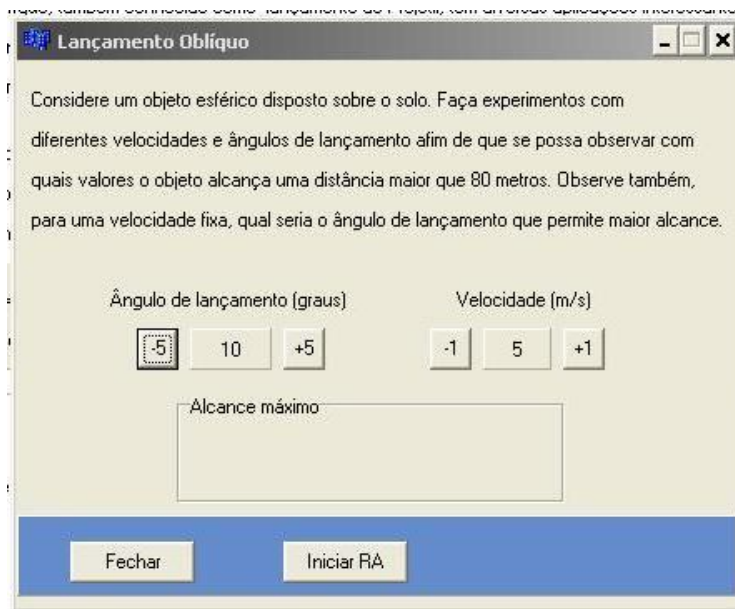 Lançamento Oblíquo
Considere um objeto esférico disposto sobre o solo. Faça experimentos com
diferentes velocidades e ângulos de lançamento afim de que se possa observar com
quais valores o objeto alcança uma distância maior que 80 metros. Observe também,
para uma velocidade fixa, qual seria o ângulo de lançamento que permite maior alcance.
Ângulo de lançamento (graus) Velocidade (m/s)
-5 10 +5 -1 5 +1
Alcance máximo
Fechar Iniciar RA